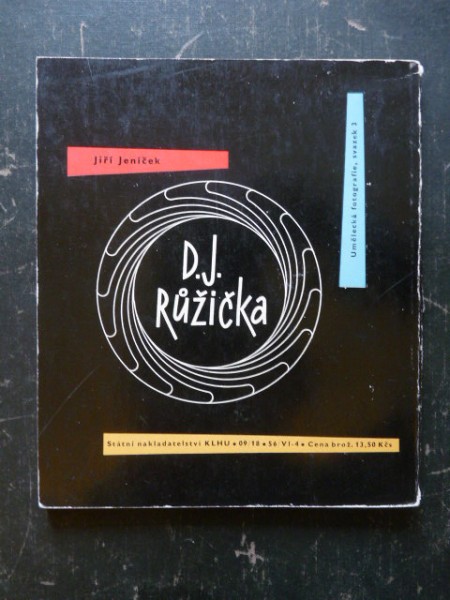 Jiří Jeníček
Umělecká fotografie, svazek 3
D.J.
Růžička
Státní nakladatelství KLHU • 09/18 • 56 VI-4 • Cena brož. 13,50 Kčs